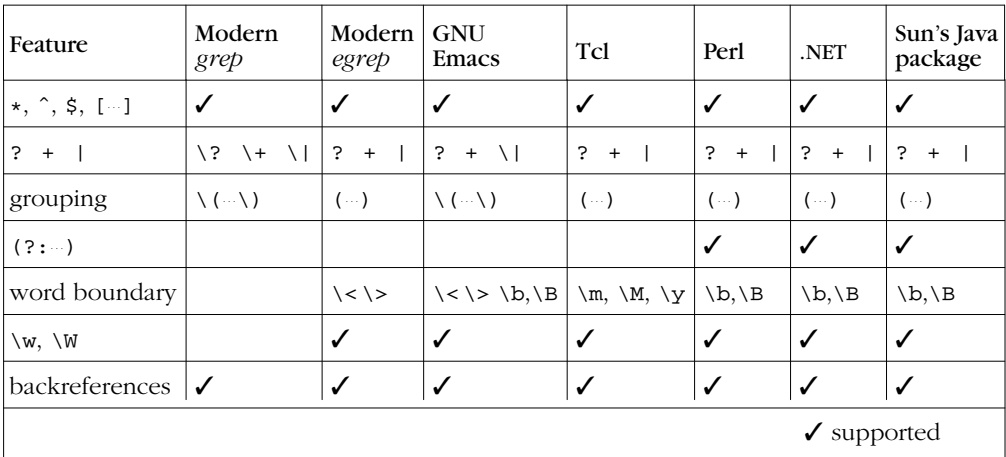 Feature Modern grep Modern egrep GNU Emacs Tcl Perl .NET Sun's Java package
*, ^, $, [···] ✓ ✓ ✓ ✓ ✓ ✓ ✓
? + | \? \+ \| ? + | ? + \| ? + | ? + | ? + | ? + |
grouping \(···\) (···) \(···\) (···) (···) (···) (···)
(?:···) ✓ ✓ ✓
word boundary \<\> \<\> \b,\B \m, \M, \y \b,\B \b,\B \b,\B
\w, \W ✓ ✓ ✓ ✓ ✓ ✓
backreferences ✓ ✓ ✓ ✓ ✓ ✓ ✓
✓ supported